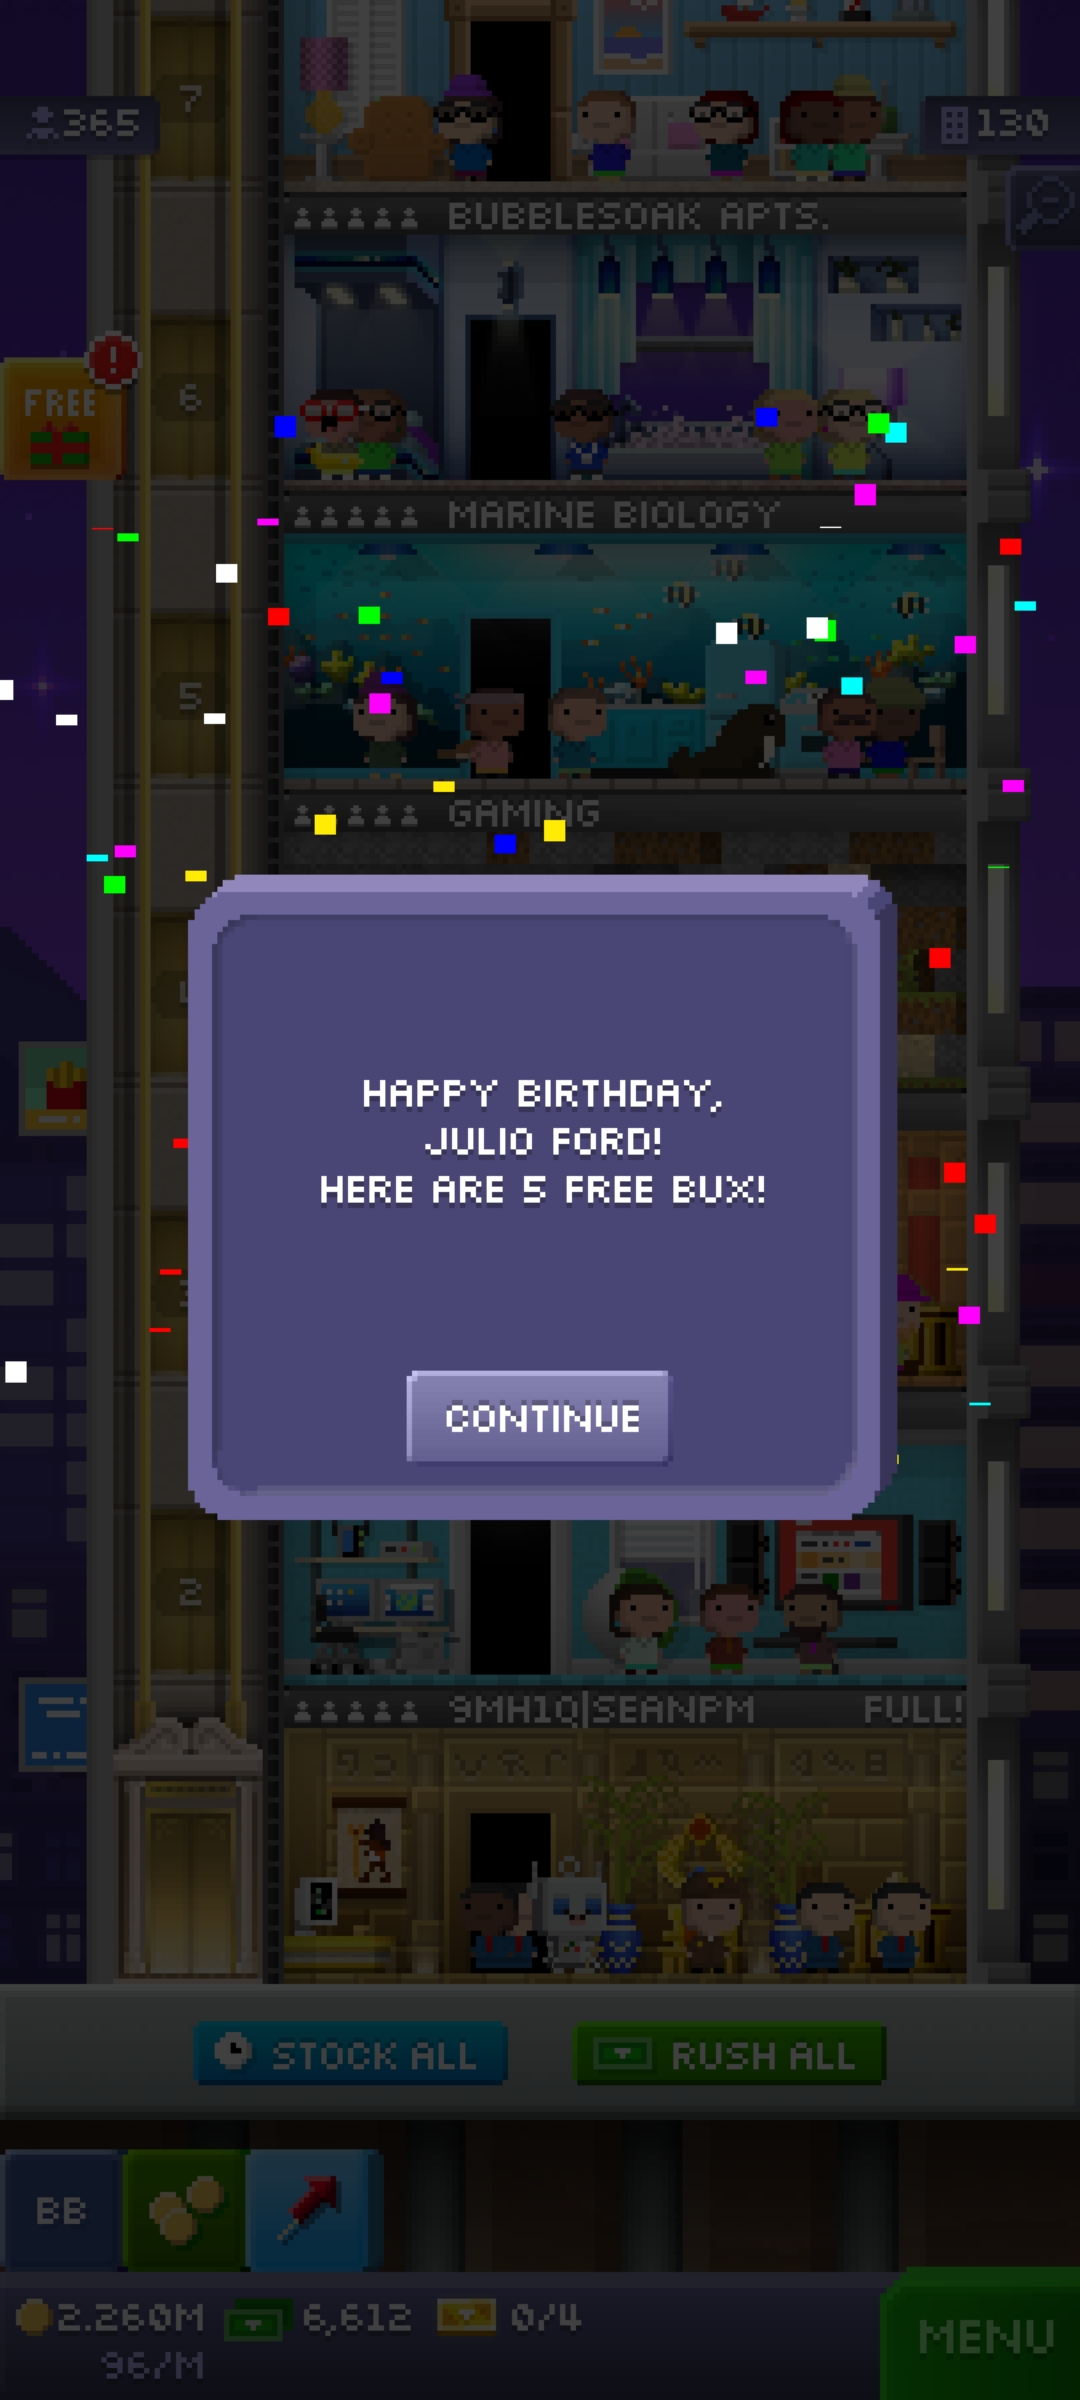 7
365
130
BUBBLESOAK APTS.
FREE
!
6
MARINE BIOLOGY
5
GAMING
HAPPY BIRTHDAY,
JULIO FORD!
HERE ARE 5 FREE BUX!
CONTINUE
2
9MH1Q|SEANPM FULL!
STOCK ALL
RUSH ALL
BB
2.260M
6,612
0/4
96/M
MENU